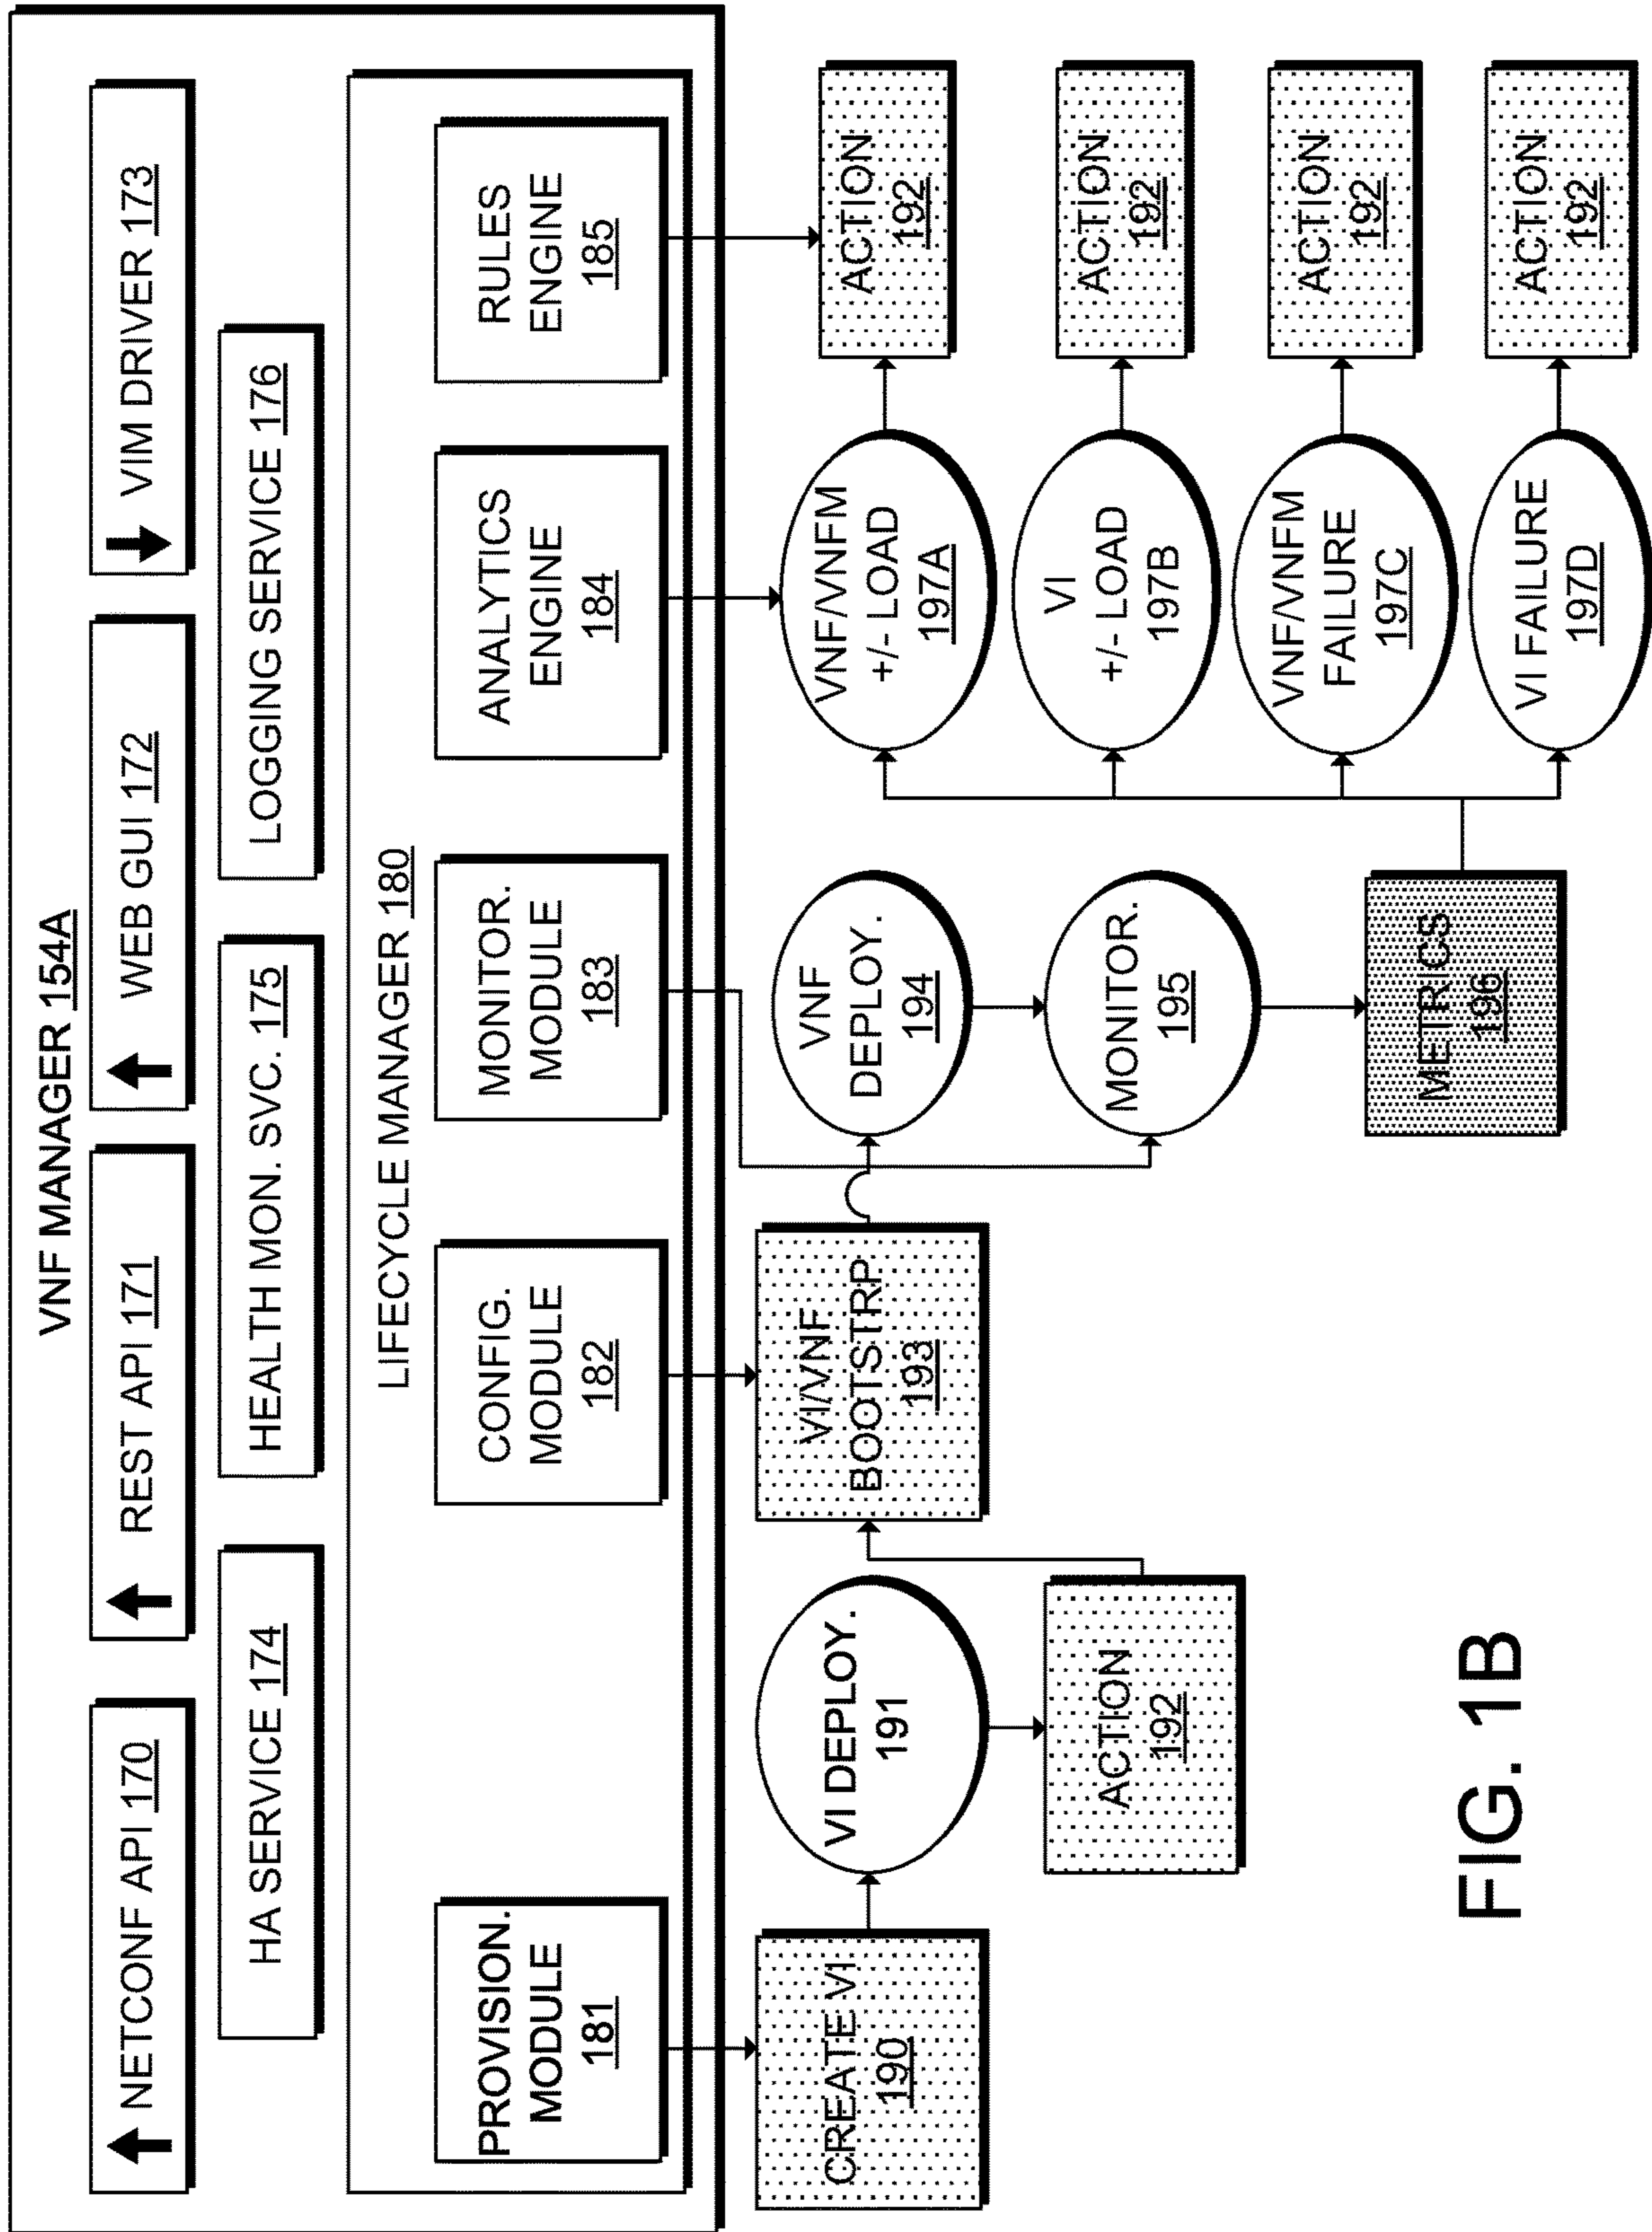 VNF MANAGER 154A
NETCONF API 170
REST API 171
WEB GUI 172
VIM DRIVER 173
HA SERVICE 174
HEALTH MON. SVC. 175
LOGGING SERVICE 176
LIFECYCLE MANAGER 180
PROVISION.
MODULE
181
CONFIG.
MODULE
182
MONITOR.
MODULE
183
ANALYTICS
ENGINE
184
RULES
ENGINE
185
CREATE VI
190
VI DEPLOY.
191
ACTION
192
VI/VNF
BOOTSTRP
193
VNF
DEPLOY.
194
MONITOR.
195
METRICS
196
VNF/VNFM
+/- LOAD
197A
ACTION
192
VI
+/- LOAD
197B
ACTION
192
VNF/VNFM
FAILURE
197C
ACTION
192
VI FAILURE
197D
ACTION
192
FIG. 1B